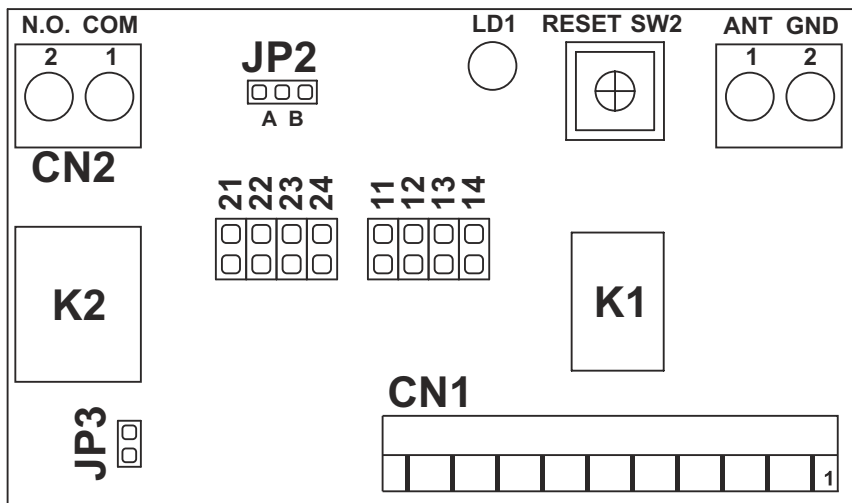 N.O. COM
LD1
RESET SW2
ANT GND
2 1
JP2
1 2
A B
CN2
21 22 23 24
11 12 13 14
K2
K1
CN1
JP3
1